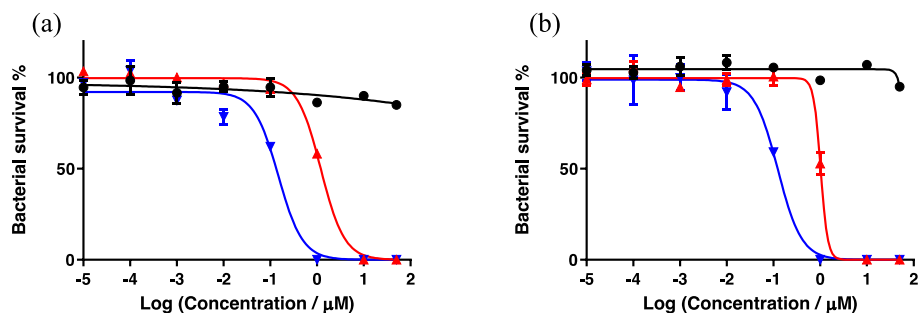 (a)
Bacterial survival %
100
50
0
-5 -4 -3 -2 -1 0 1 2
Log (Concentration / μM)
(b)
Bacterial survival %
100
50
0
-5 -4 -3 -2 -1 0 1 2
Log (Concentration / μM)